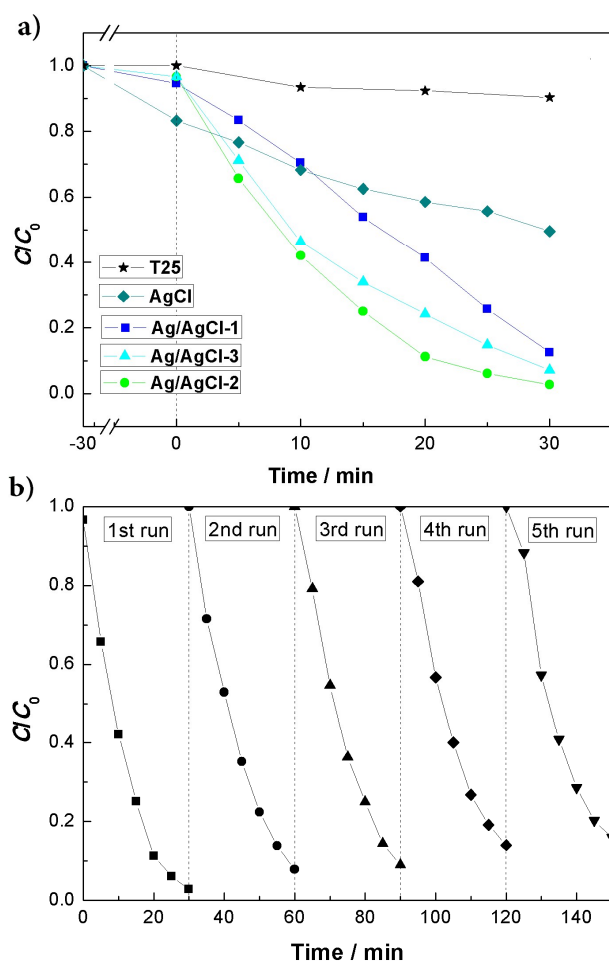 a)
1.0
0.8
0.6
0.4
0.2
0.0
C/C0
T25
AgCl
Ag/AgCl-1
Ag/AgCl-3
Ag/AgCl-2
-30 0 10 20 30
Time / min
b)
1.0
0.8
0.6
0.4
0.2
0.0
C/C0
1st run 2nd run 3rd run 4th run 5th run
0 20 40 60 80 100 120 140
Time / min